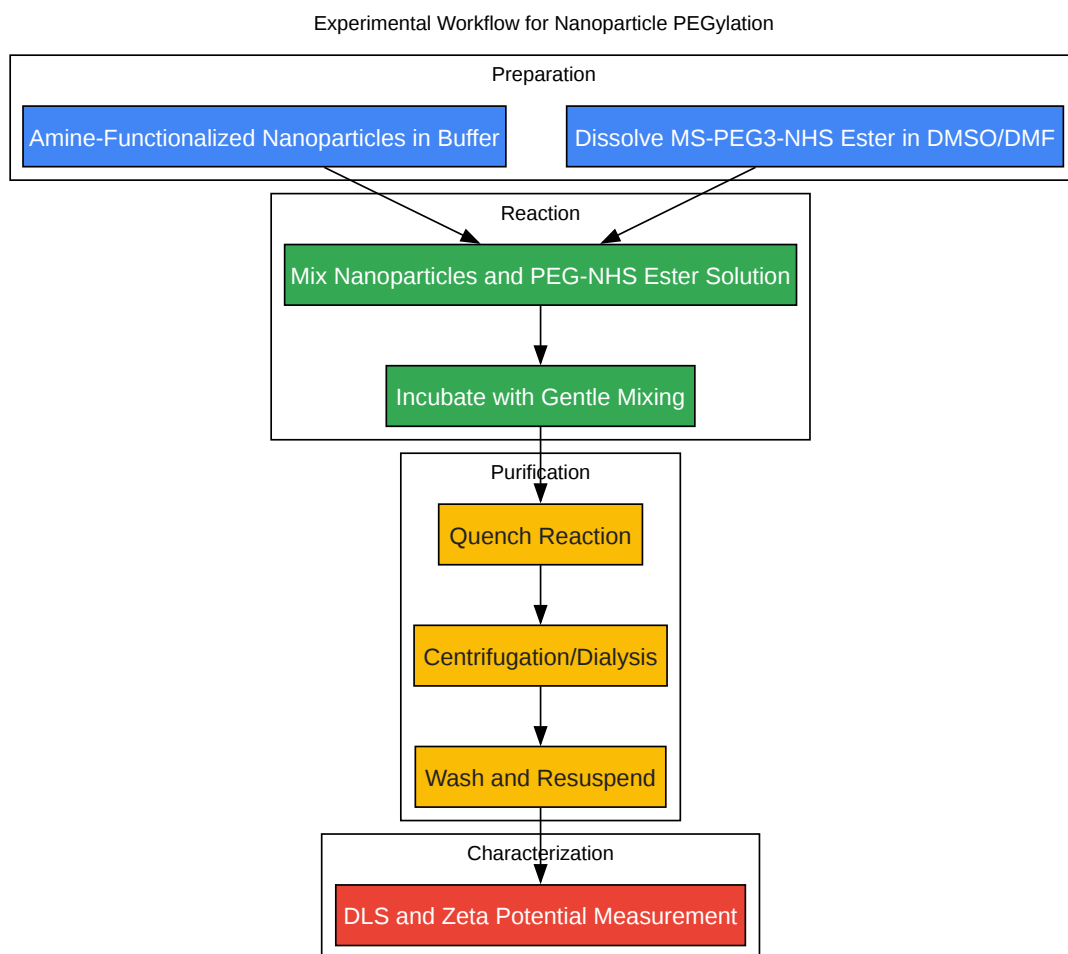 Experimental Workflow for Nanoparticle PEGylation
Preparation
Amine-Functionalized Nanoparticles in Buffer
Dissolve MS-PEG3-NHS Ester in DMSO/DMF
Reaction
Mix Nanoparticles and PEG-NHS Ester Solution
Incubate with Gentle Mixing
Purification
Quench Reaction
Centrifugation/Dialysis
Wash and Resuspend
Characterization
DLS and Zeta Potential Measurement